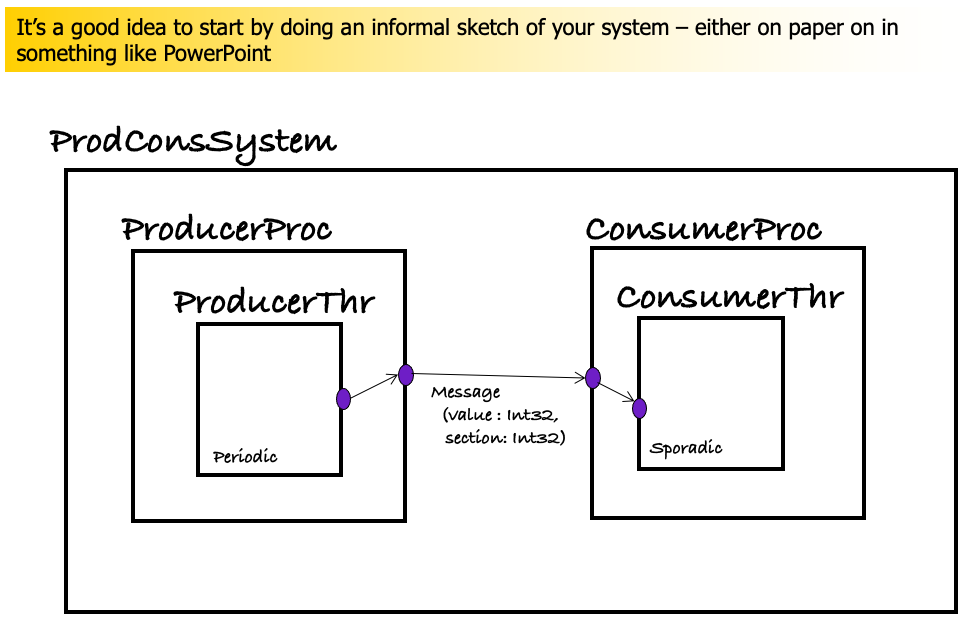 It's a good idea to start by doing an informal sketch of your system – either on paper on in
something like PowerPoint
ProdConsSystem
ProducerProc
ConsumerProc
ProducerThr
ConsumerThr
Message
(value : Int32,
section: Int32)
Periodic
Sporadic